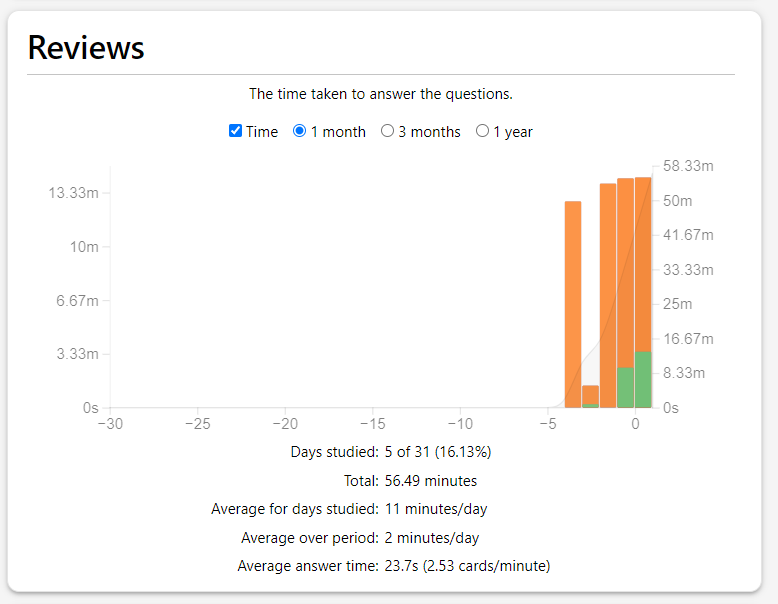 Reviews
The time taken to answer the questions.
Time 1 month 3 months 1 year
58.33m
13.33m
50m
10m
41.67m
33.33m
6.67m
25m
3.33m
16.67m
8.33m
0s
0s
−30 −25 −20 −15 −10 −5 0
Days studied: 5 of 31 (16.13%)
Total: 56.49 minutes
Average for days studied: 11 minutes/day
Average over period: 2 minutes/day
Average answer time: 23.7s (2.53 cards/minute)